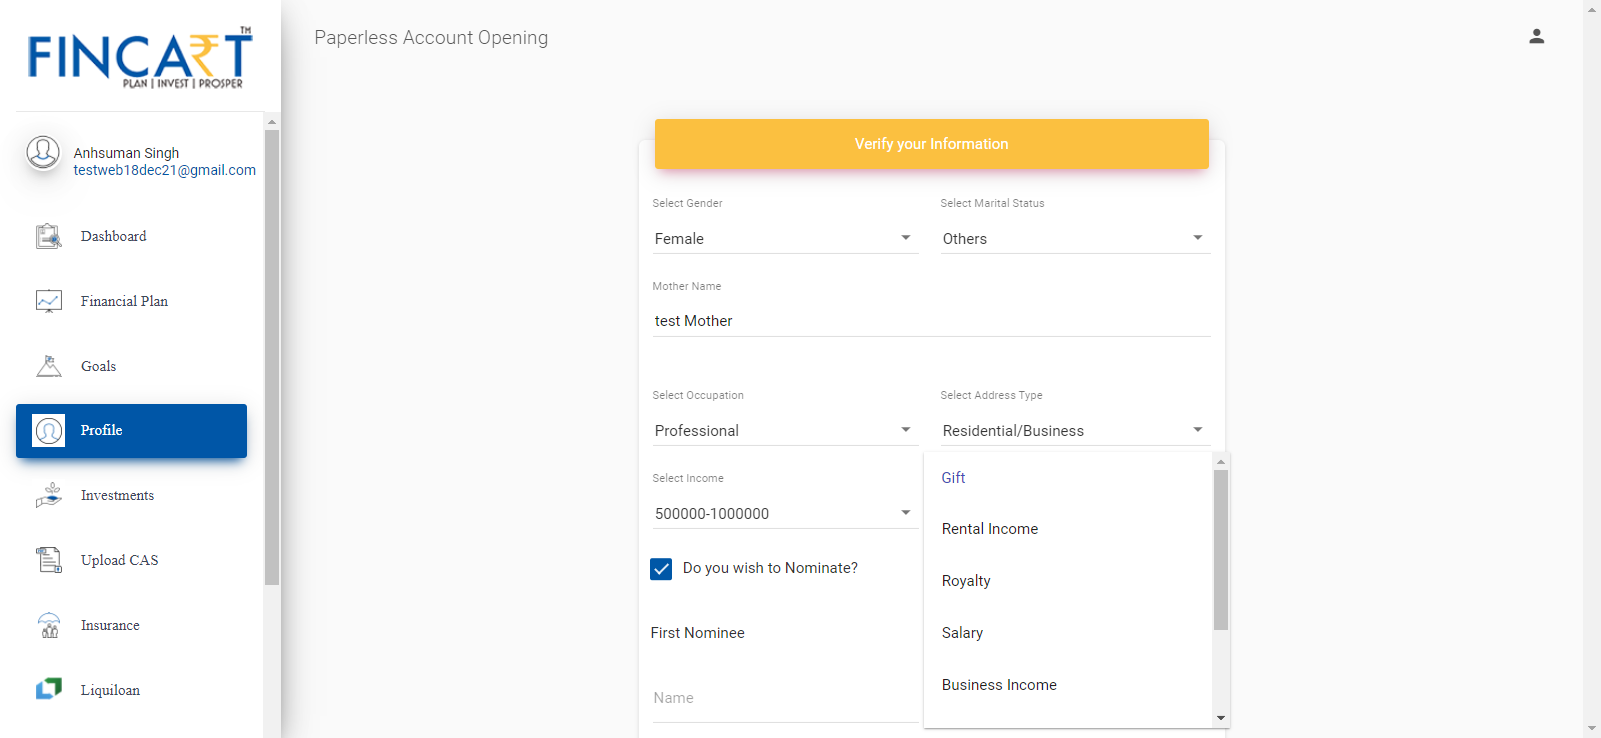 FINCART TM
PLAN | INVEST | PROSPER
Anhsuman Singh
testweb18dec21@gmail.com
Dashboard
Financial Plan
Goals
Profile
Investments
Upload CAS
Insurance
Liquiloan
Paperless Account Opening
Verify your Information
Select Gender
Female
Select Marital Status
Others
Mother Name
test Mother
Select Occupation
Professional
Select Address Type
Residential/Business
Select Income
500000-1000000
Gift
Rental Income
Royalty
Salary
Business Income
Do you wish to Nominate?
First Nominee
Name